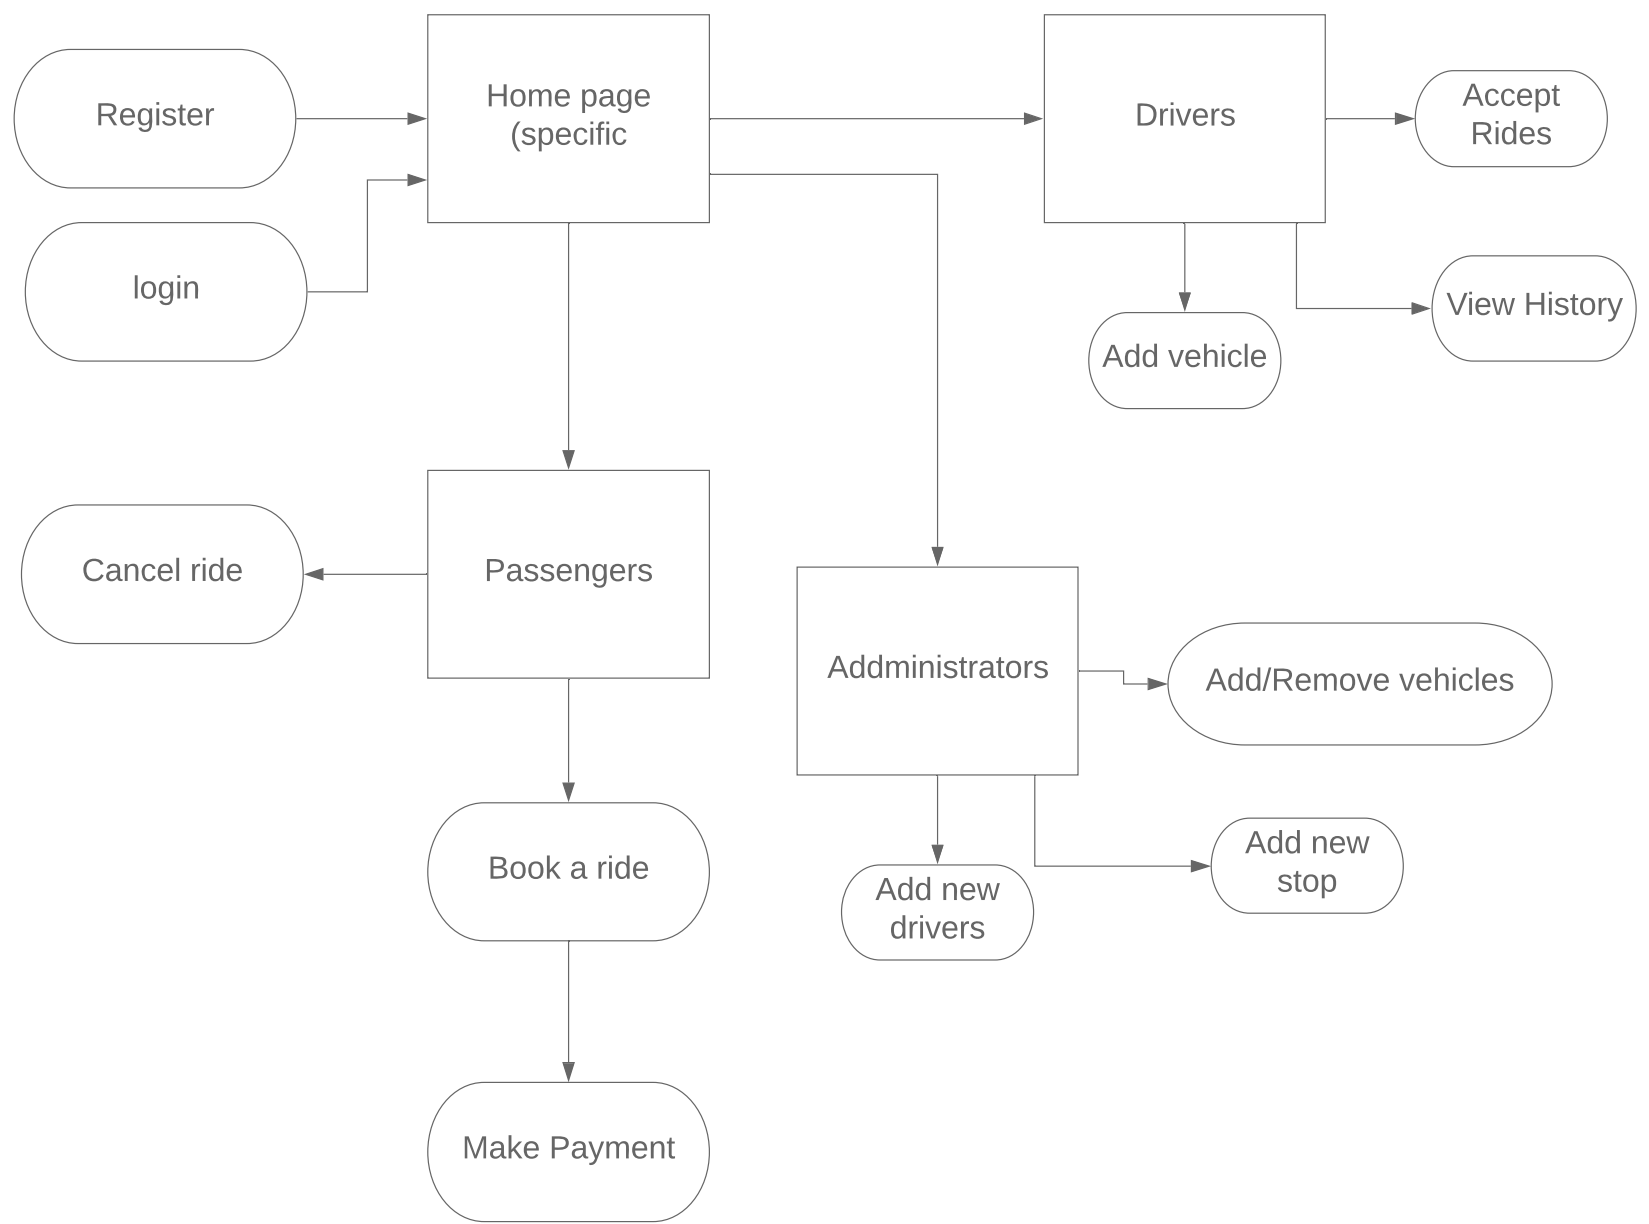 Register
Home page
(specific
Drivers
Accept
Rides
login
View History
Add vehicle
Cancel ride
Passengers
Addministrators
Add/Remove vehicles
Book a ride
Add new
drivers
Add new
stop
Make Payment